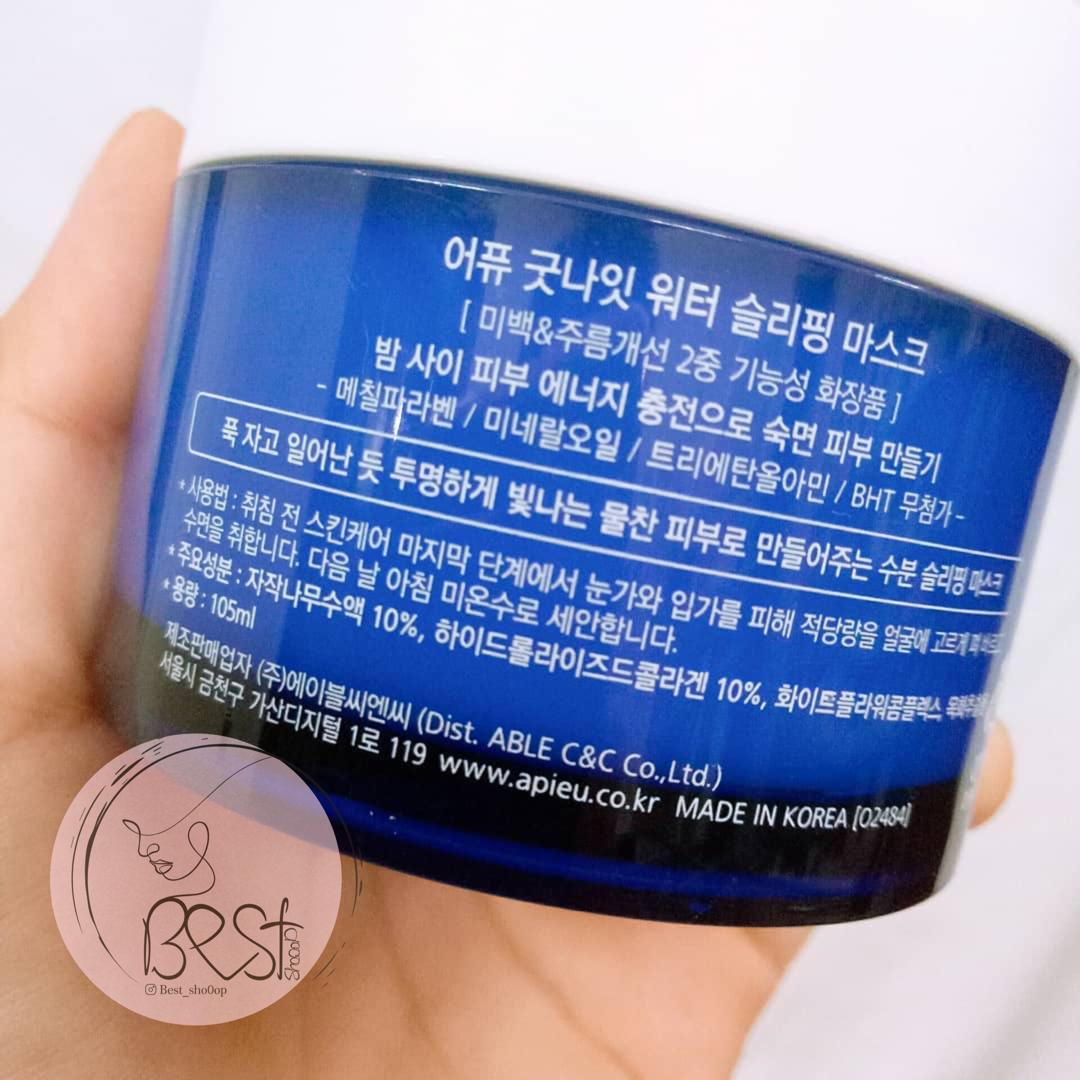 어퓨 굿나잇 워터 슬리핑 마스크
[ 미백&주름개선 2중 기능성 화장품 ]
밤 사이 피부 에너지 충전으로 숙면 피부 만들기
- 메칠파라벤 / 미네랄오일 / 트리에탄올아민 / BHT 무첨가 -
푹 자고 일어난 듯 투명하게 빛나는 물찬 피부로 만들어주는 수분 슬리핑 마스크
* 사용법 : 취침 전 스킨케어 마지막 단계에서 눈가와 입가를 피해 적당량을 얼굴에 고르게 펴 바르고
수면을 취합니다. 다음 날 아침 미온수로 세안합니다.
* 주요성분 : 자작나무수액 10%, 하이드롤라이즈드콜라겐 10%, 화이트플라워콤플렉스
* 용량 : 105ml
제조판매업자 (주)에이블씨엔씨 (Dist. ABLE C&C Co.,Ltd.)
서울시 금천구 가산디지털 1로 119 www.apieu.co.kr MADE IN KOREA [02484]
BeSt
sho0op
Best_sho0op